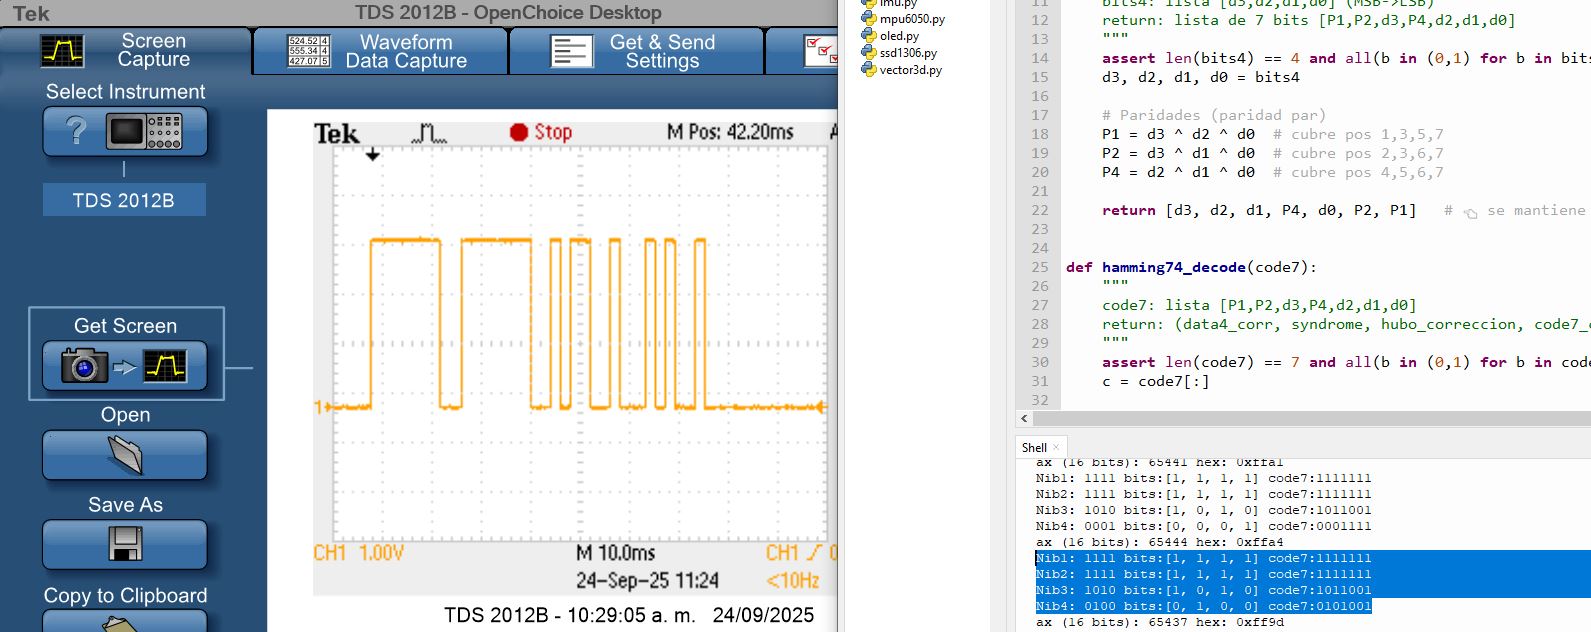 Tek
TDS 2012B - OpenChoice Desktop
Screen
Capture
Waveform
Data Capture
Get & Send
Settings
Select Instrument
TDS 2012B
Get Screen
Open
Save As
Copy to Clipboard
Tek
Stop
M Pos: 42.20ms
1
CH1 1.00V
M 10.0ms
CH1
24-Sep-25 11:24
<10Hz
TDS 2012B - 10:29:05 a. m. 24/09/2025
imu.py
mpu6050.py
oled.py
ssd1306.py
vector3d.py
11 bits4: lista [d3,d2,d1,d0] (MSB->LSB)
12 return: lista de 7 bits [P1,P2,d3,P4,d2,d1,d0]
13 """
14 assert len(bits4) == 4 and all(b in (0,1) for b in bits
15 d3, d2, d1, d0 = bits4
16
17 # Paridades (paridad par)
18 P1 = d3 ^ d2 ^ d0 # cubre pos 1,3,5,7
19 P2 = d3 ^ d1 ^ d0 # cubre pos 2,3,6,7
20 P4 = d2 ^ d1 ^ d0 # cubre pos 4,5,6,7
21
22 return [d3, d2, d1, P4, d0, P2, P1] # 👈 se mantiene
23
24
25 def hamming74_decode(code7):
26 """
27 code7: lista [P1,P2,d3,P4,d2,d1,d0]
28 return: (data4_corr, syndrome, hubo_correccion, code7_c
29 """
30 assert len(code7) == 7 and all(b in (0,1) for b in code
31 c = code7[:]
32
Shell
ax (16 bits): 65441 hex: 0xffa1
Nib1: 1111 bits:[1, 1, 1, 1] code7:1111111
Nib2: 1111 bits:[1, 1, 1, 1] code7:1111111
Nib3: 1010 bits:[1, 0, 1, 0] code7:1011001
Nib4: 0001 bits:[0, 0, 0, 1] code7:0001111
ax (16 bits): 65444 hex: 0xffa4
Nib1: 1111 bits:[1, 1, 1, 1] code7:1111111
Nib2: 1111 bits:[1, 1, 1, 1] code7:1111111
Nib3: 1010 bits:[1, 0, 1, 0] code7:1011001
Nib4: 0100 bits:[0, 1, 0, 0] code7:0101001
ax (16 bits): 65437 hex: 0xff9d